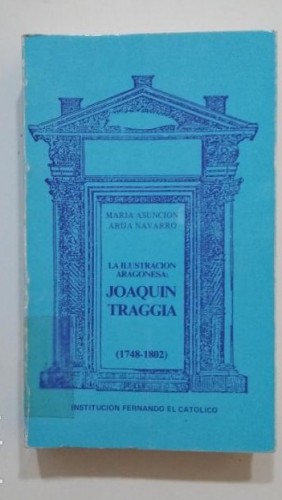 MARIA ASUNCION
ARIJA NAVARRO
LA ILUSTRACION
ARAGONESA:
JOAQUIN
TRAGGIA
(1748-1802)
INSTITUCION FERNANDO EL CATOLICO